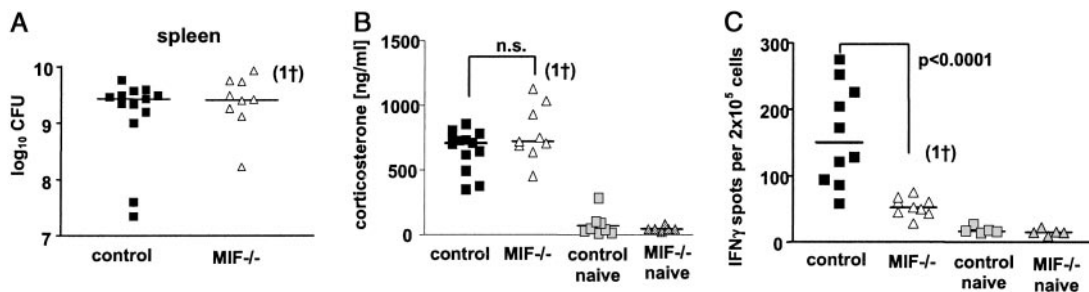 A
spleen
log₁₀ CFU
10
9
8
7
(1†)
control
MIF-/-
B
corticosterone [ng/ml]
1500
1000
500
0
n.s.
(1†)
control
MIF-/-
control
naive
MIF-/-
naive
C
IFNγ spots per 2x10⁵ cells
300
200
100
0
p<0.0001
(1†)
control
MIF-/-
control
naive
MIF-/-
naive